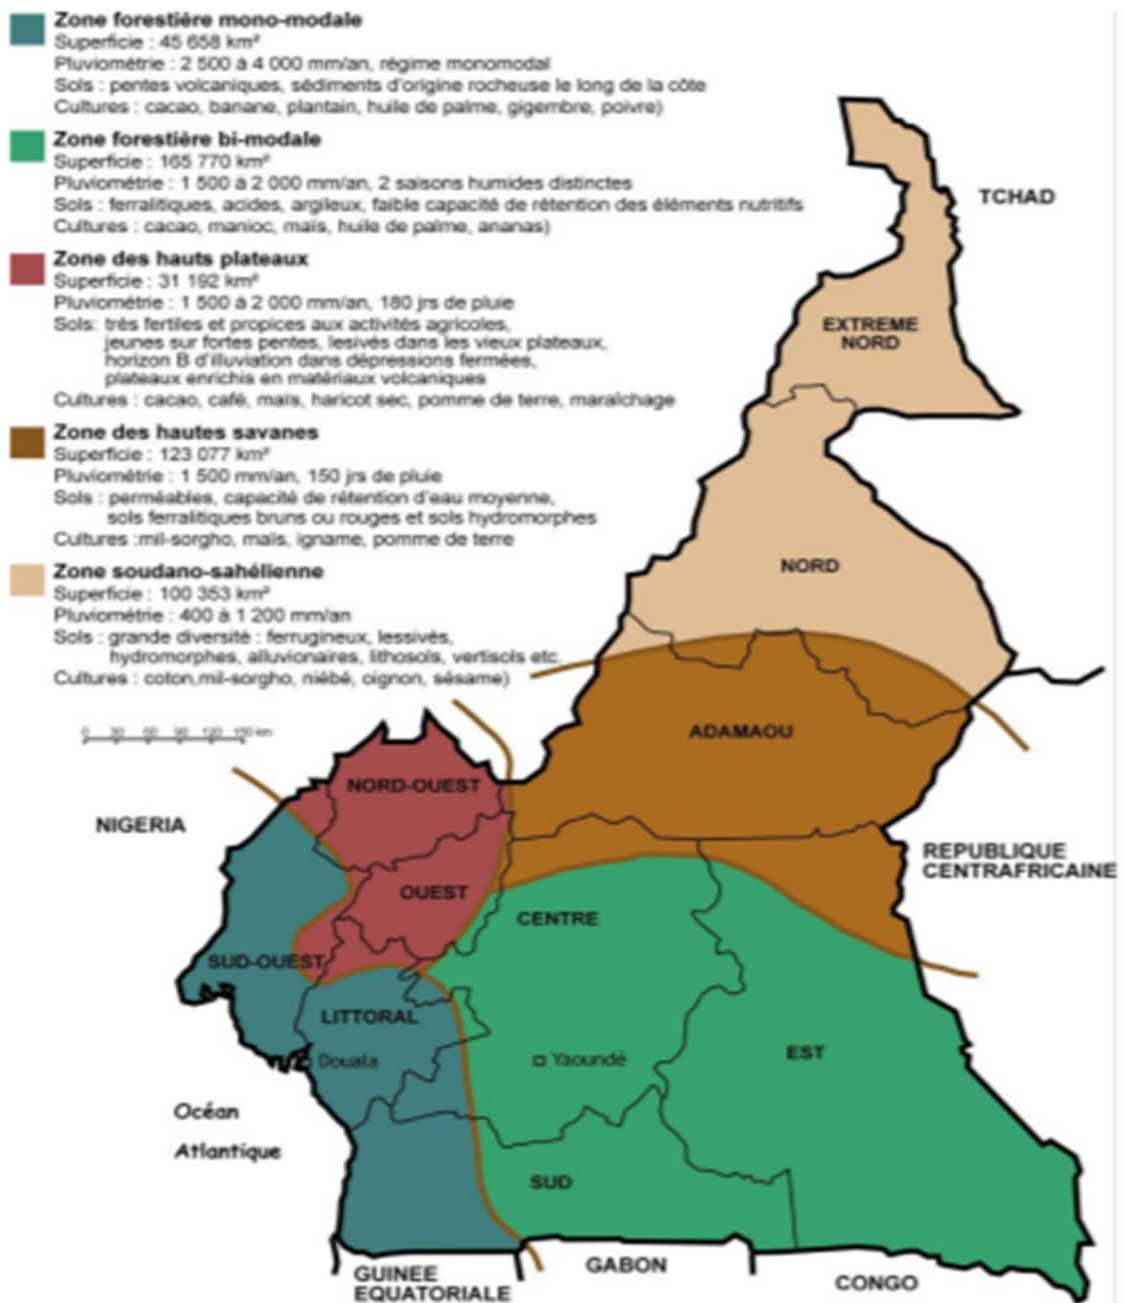 Zone forestière mono-modale
Superficie : 45 658 km²
Pluviométrie : 2 500 à 4 000 mm/an, régime monomodal
Sols : pentes volcaniques, sédiments d'origine rocheuse le long de la côte
Cultures : cacao, banane, plantain, huile de palme, gigembre, poivre)
Zone forestière bi-modale
Superficie : 165 770 km²
Pluviométrie : 1 500 à 2 000 mm/an, 2 saisons humides distinctes
Sols : ferralitiques, acides, argileux, faible capacité de rétention des éléments nutritifs
Cultures : cacao, manioc, maïs, huile de palme, ananas)
Zone des hauts plateaux
Superficie : 31 192 km²
Pluviométrie : 1 500 à 2 000 mm/an, 180 jrs de pluie
Sols: très fertiles et propices aux activités agricoles,
jeunes sur fortes pentes, lesivés dans les vieux plateaux,
horizon B d'illuviation dans dépressions fermées,
plateaux enrichis en matériaux volcaniques
Cultures : cacao, café, maïs, haricot sec, pomme de terre, maraîchage
Zone des hautes savanes
Superficie : 123 077 km²
Pluviométrie : 1 500 mm/an, 150 jrs de pluie
Sols : perméables, capacité de rétention d'eau moyenne,
sols ferralitiques bruns ou rouges et sols hydromorphes
Cultures :mil-sorgho, maïs, igname, pomme de terre
Zone soudano-sahélienne
Superficie : 100 353 km²
Pluviométrie : 400 à 1 200 mm/an
Sols : grande diversité : ferrugineux, lessivés,
hydromorphes, alluvionaires, lithosols, vertisols etc.
Cultures : coton,mil-sorgho, niébé, oignon, sésame)
0 30 60 90 120 150 km
TCHAD
EXTREME
NORD
NORD
ADAMAOU
NORD-OUEST
NIGERIA
REPUBLIQUE
CENTRAFRICAINE
OUEST
CENTRE
SUD-OUEST
LITTORAL
EST
Douala
Yaoundé
Océan
Atlantique
SUD
GUINEE
EQUATORIALE
GABON
CONGO